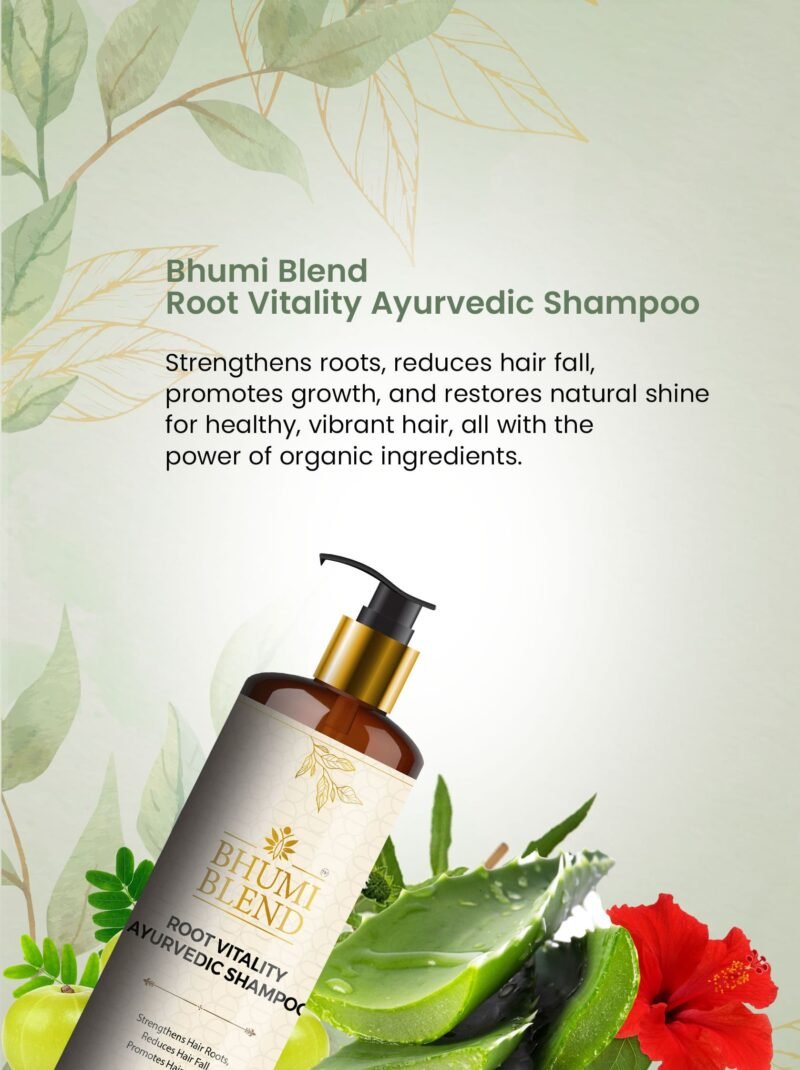 Bhumi Blend
Root Vitality Ayurvedic Shampoo
Strengthens roots, reduces hair fall,
promotes growth, and restores natural shine
for healthy, vibrant hair, all with the
power of organic ingredients.
BHUMI
BLEND
ROOT VITALITY
AYURVEDIC SHAMPOO
Strengthens Hair Roots,
Reduces Hair Fall
Promotes Hai